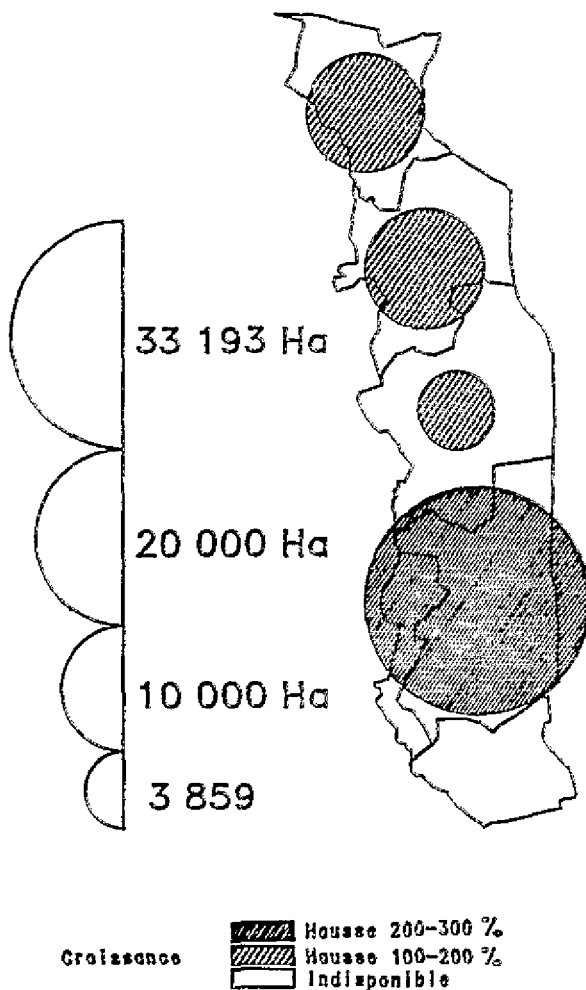 33 193 Ha
20 000 Ha
10 000 Ha
3 859
Croissance
Hausse 200-300 %
Hausse 100-200 %
Indisponible